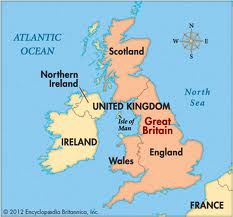 ATLANTIC
OCEAN
Scotland
North
Sea
Northern
Ireland
UNITED KINGDOM
Isle of
Man
Great
Britain
IRELAND
Wales
England
FRANCE
© 2012 Encyclopædia Britannica, Inc.